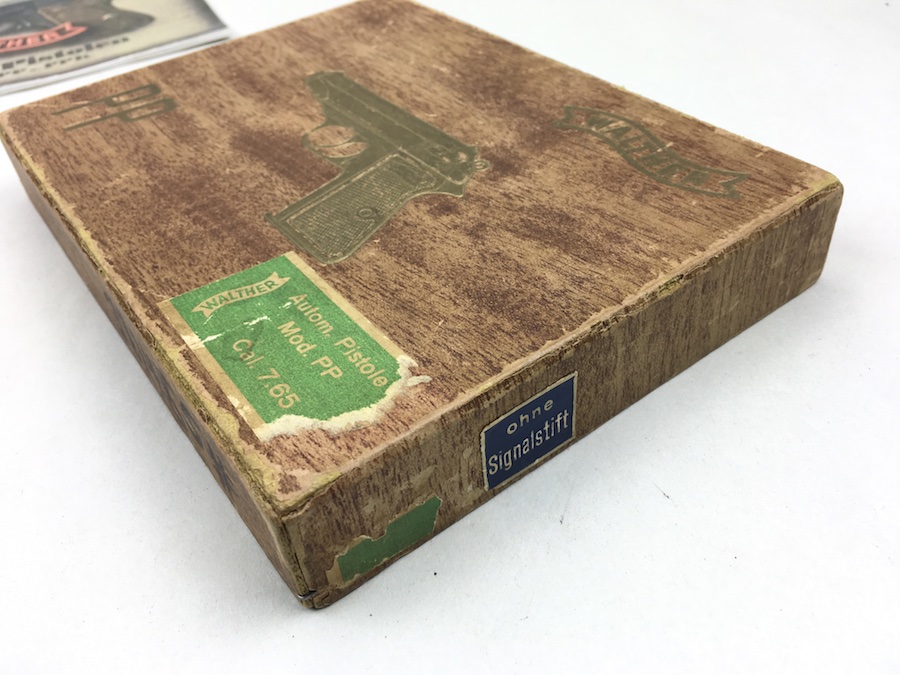 PP
WALTHER
WALTHER
Autom. Pistole
Mod. PP
Cal. 7.65
ohne
Signalstift